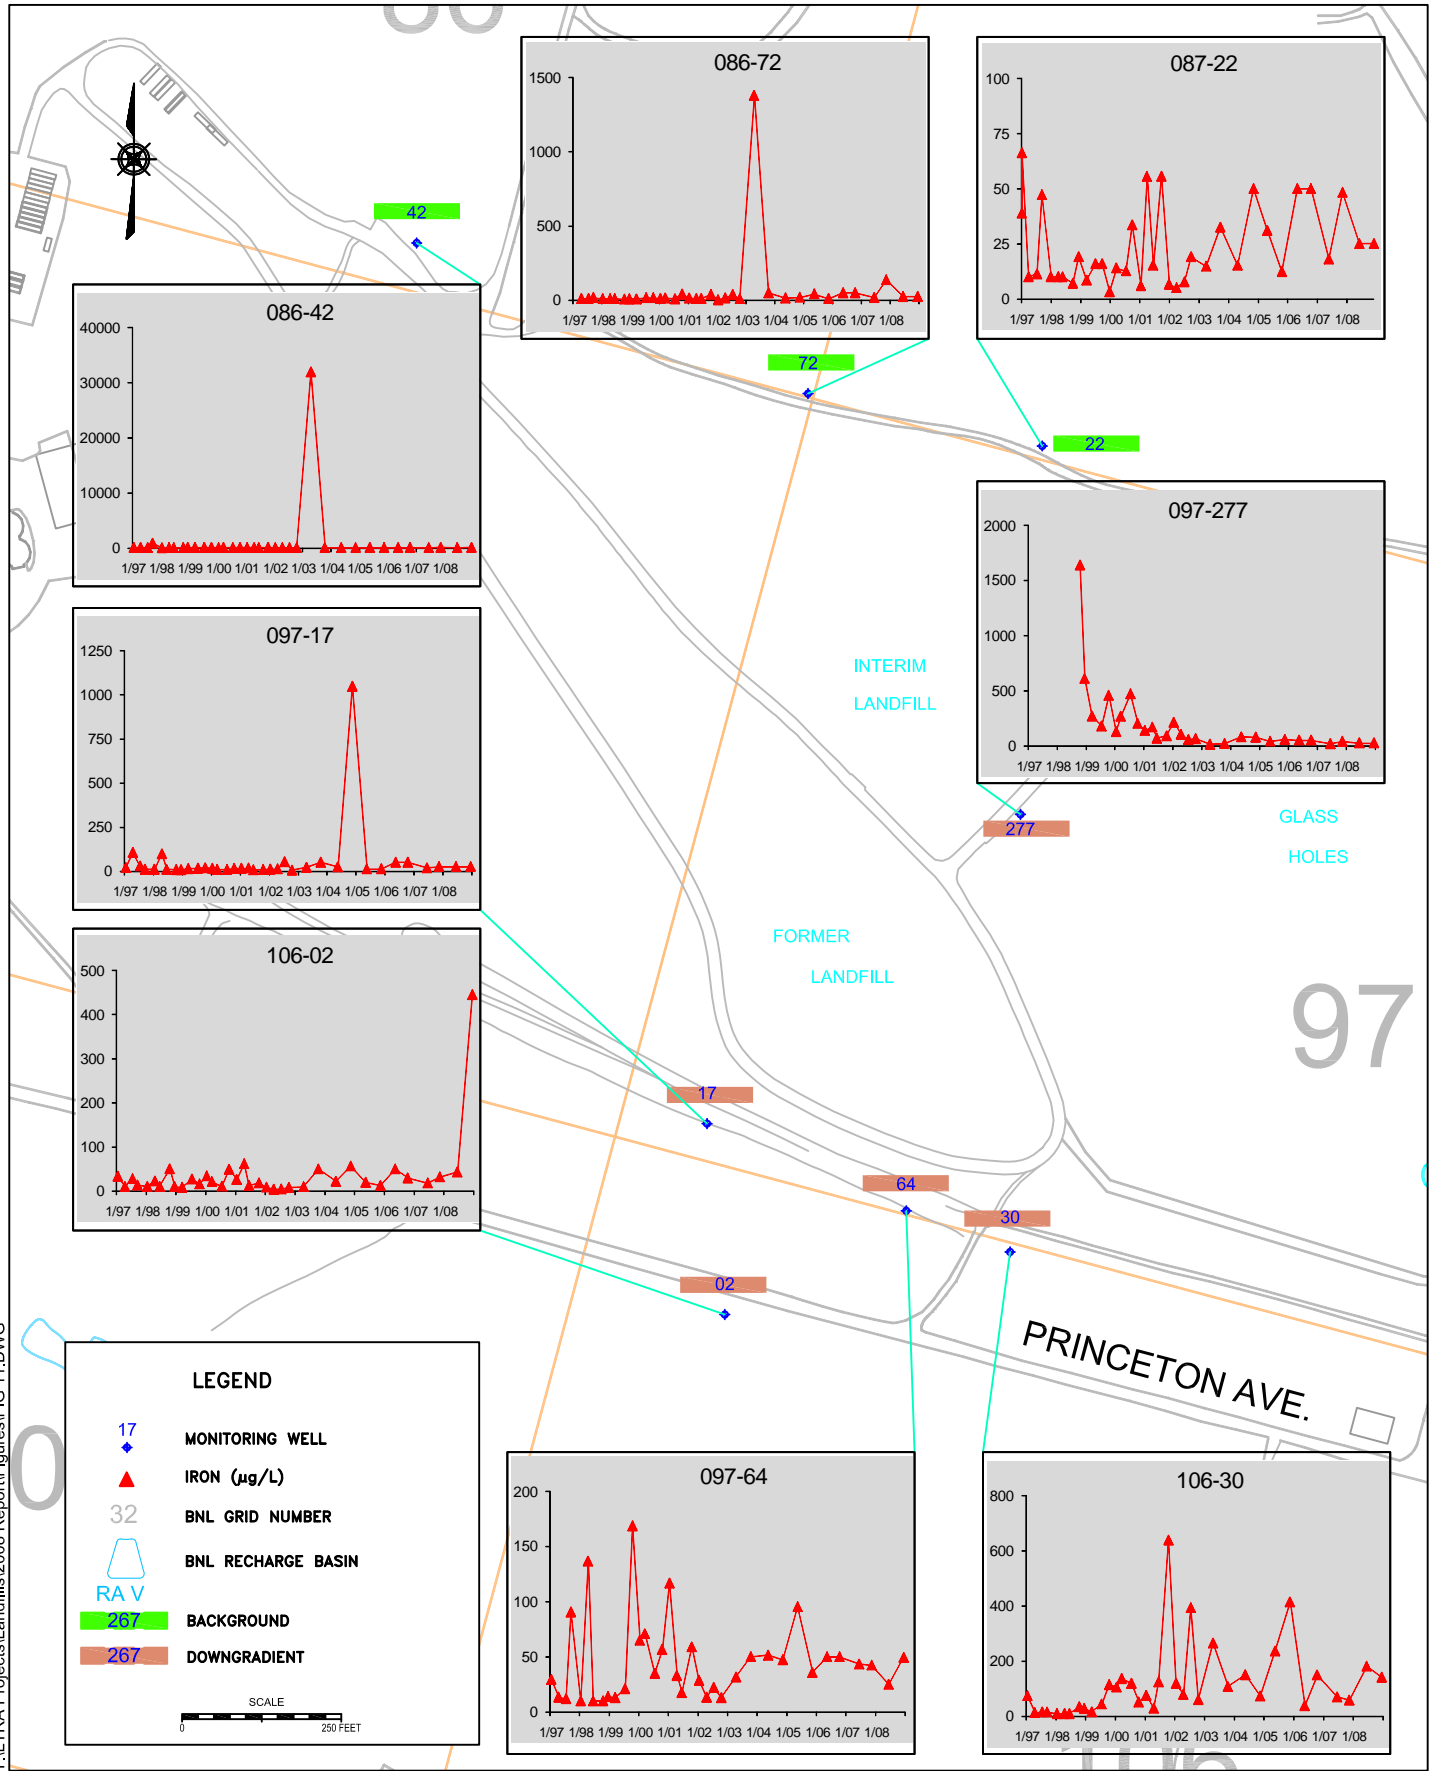 086-72
1500
1000
500
0
1/97 1/98 1/99 1/00 1/01 1/02 1/03 1/04 1/05 1/06 1/07 1/08
087-22
100
75
50
25
0
1/97 1/98 1/99 1/00 1/01 1/02 1/03 1/04 1/05 1/06 1/07 1/08
42
086-42
40000
30000
20000
10000
0
1/97 1/98 1/99 1/00 1/01 1/02 1/03 1/04 1/05 1/06 1/07 1/08
72
22
097-277
2000
1500
1000
500
0
1/97 1/98 1/99 1/00 1/01 1/02 1/03 1/04 1/05 1/06 1/07 1/08
277
097-17
1250
1000
750
500
250
0
1/97 1/98 1/99 1/00 1/01 1/02 1/03 1/04 1/05 1/06 1/07 1/08
INTERIM
LANDFILL
GLASS
HOLES
FORMER
LANDFILL
97
106-02
500
400
300
200
100
0
1/97 1/98 1/99 1/00 1/01 1/02 1/03 1/04 1/05 1/06 1/07 1/08
17
64
30
02
PRINCETON AVE.
LEGEND
17
MONITORING WELL
IRON (µg/L)
32 BNL GRID NUMBER
BNL RECHARGE BASIN
RA V
267 BACKGROUND
267 DOWNGRADIENT
SCALE
0 250 FEET
097-64
200
150
100
50
0
1/97 1/98 1/99 1/00 1/01 1/02 1/03 1/04 1/05 1/06 1/07 1/08
106-30
800
600
400
200
0
1/97 1/98 1/99 1/00 1/01 1/02 1/03 1/04 1/05 1/06 1/07 1/08